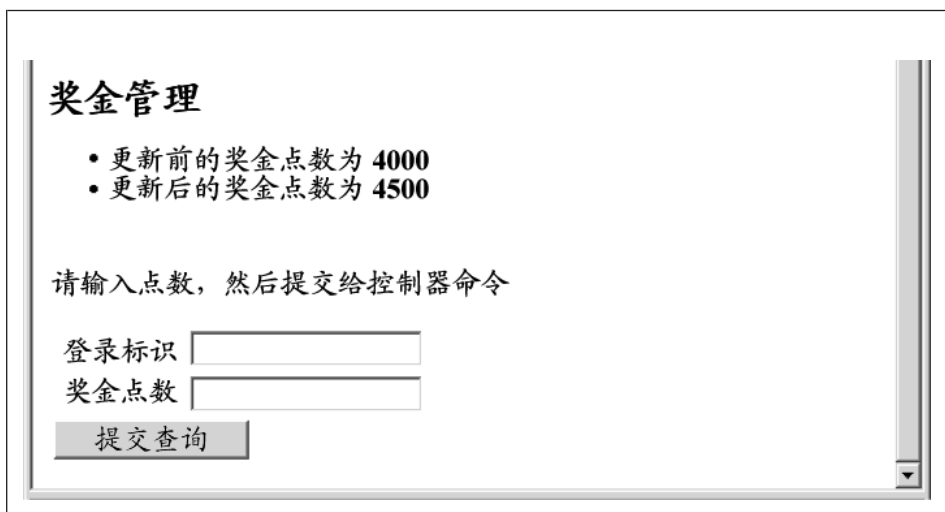 奖金管理
• 更新前的奖金点数为 4000
• 更新后的奖金点数为 4500
请输入点数，然后提交给控制器命令
登录标识
奖金点数
提交查询